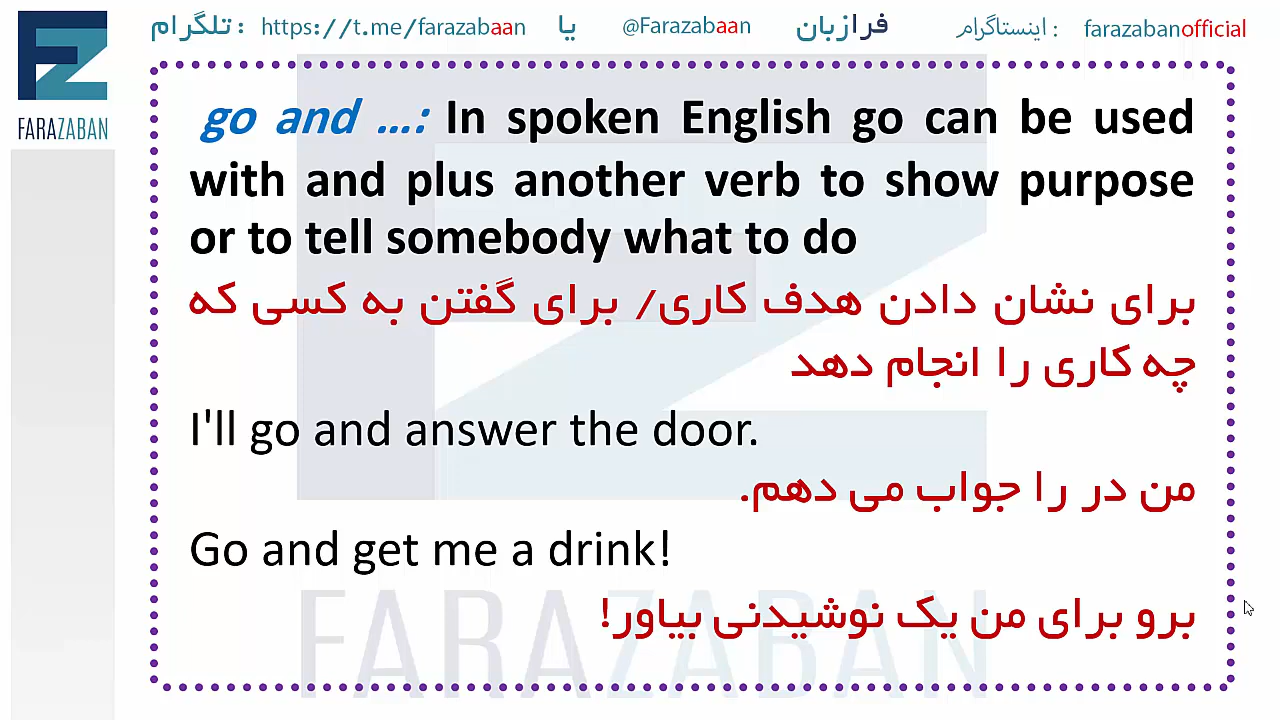 تلگرام : https://t.me/farazabaan یا @Farazabaan فرازبان اینستاگرام : farazabanofficial
FARAZABAN
go and ...: In spoken English go can be used
with and plus another verb to show purpose
or to tell somebody what to do
برای نشان دادن هدف کاری/ برای گفتن به کسی که
چه کاری را انجام دهد
I'll go and answer the door.
من در را جواب می دهم.
Go and get me a drink!
برو برای من یک نوشیدنی بیاور!
FARAZABAN